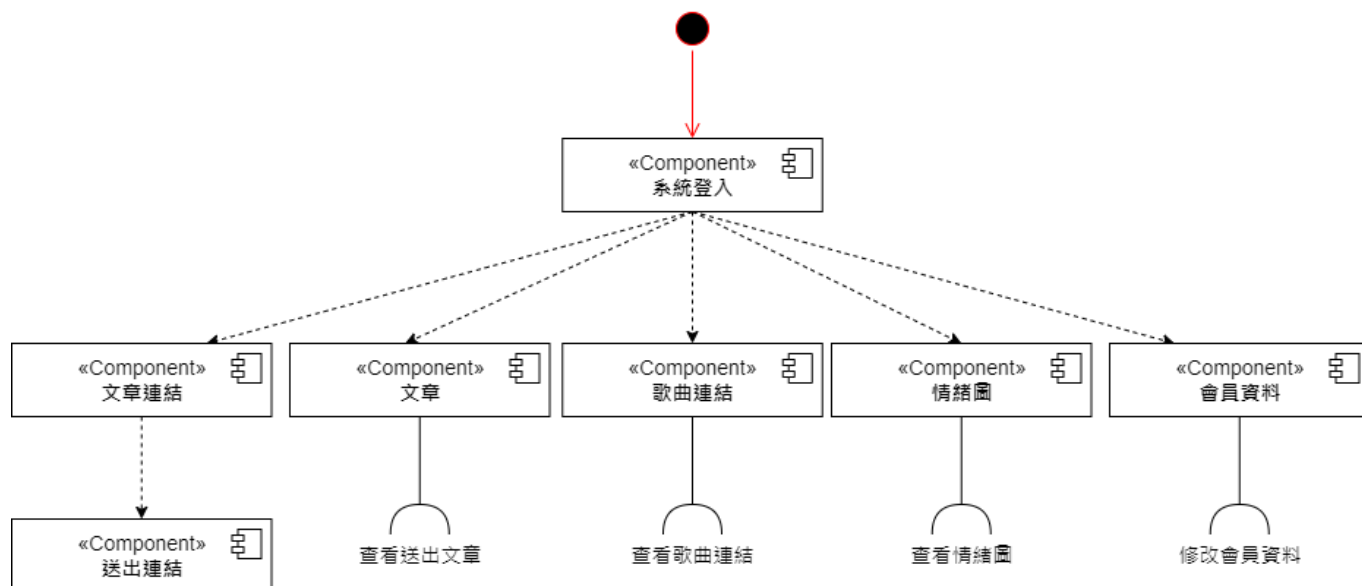 «Component»
系統登入
«Component»
文章連結
«Component»
文章
«Component»
歌曲連結
«Component»
情緒圖
«Component»
會員資料
«Component»
送出連結
查看送出文章
查看歌曲連結
查看情緒圖
修改會員資料